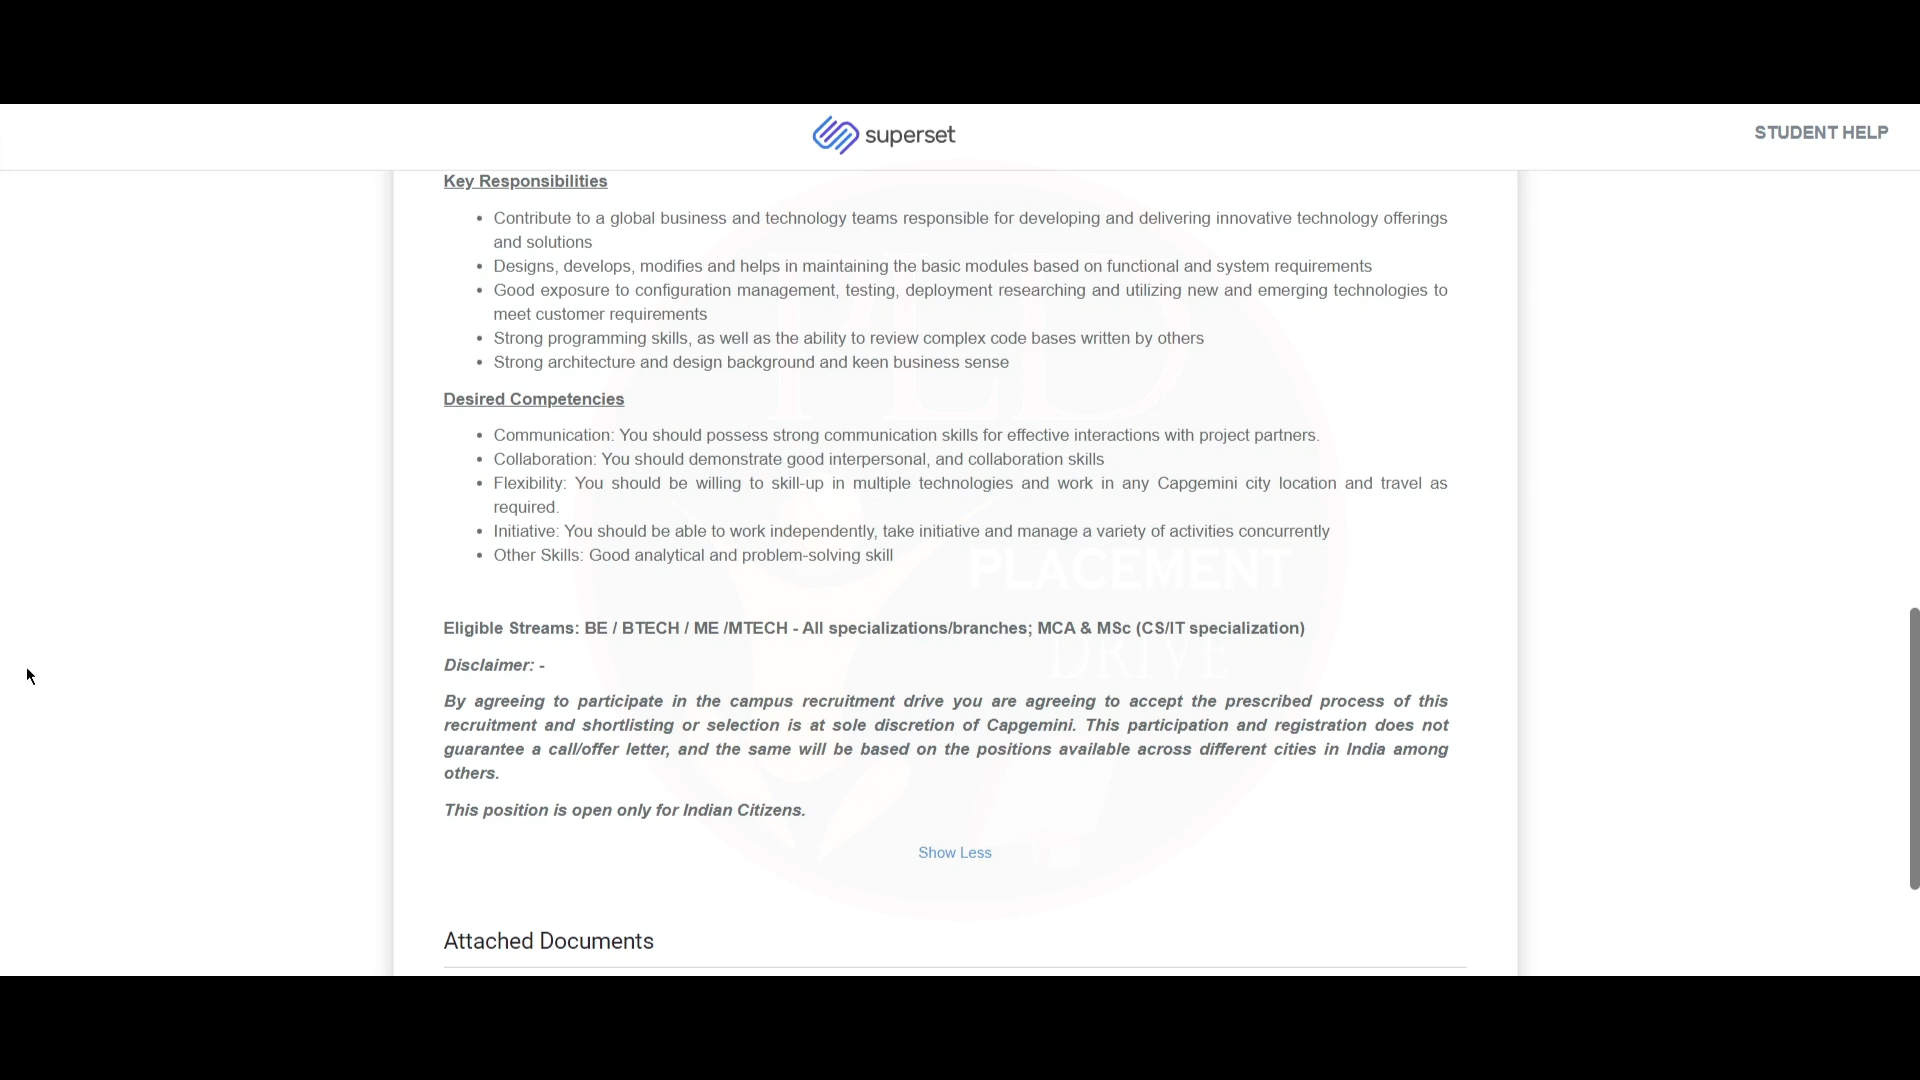 superset
STUDENT HELP
Key Responsibilities
• Contribute to a global business and technology teams responsible for developing and delivering innovative technology offerings
and solutions
• Designs, develops, modifies and helps in maintaining the basic modules based on functional and system requirements
• Good exposure to configuration management, testing, deployment researching and utilizing new and emerging technologies to
meet customer requirements
• Strong programming skills, as well as the ability to review complex code bases written by others
• Strong architecture and design background and keen business sense
Desired Competencies
• Communication: You should possess strong communication skills for effective interactions with project partners.
• Collaboration: You should demonstrate good interpersonal, and collaboration skills
• Flexibility: You should be willing to skill-up in multiple technologies and work in any Capgemini city location and travel as
required.
• Initiative: You should be able to work independently, take initiative and manage a variety of activities concurrently
• Other Skills: Good analytical and problem-solving skill
PLACEMENT
Eligible Streams: BE / BTECH / ME /MTECH - All specializations/branches; MCA & MSc (CS/IT specialization)
DRIVE
Disclaimer: -
By agreeing to participate in the campus recruitment drive you are agreeing to accept the prescribed process of this
recruitment and shortlisting or selection is at sole discretion of Capgemini. This participation and registration does not
guarantee a call/offer letter, and the same will be based on the positions available across different cities in India among
others.
This position is open only for Indian Citizens.
Show Less
Attached Documents